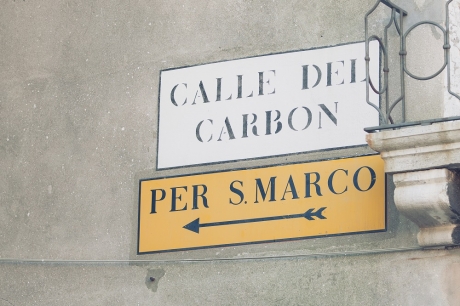 CALLE DEL
CARBON
PER S. MARCO